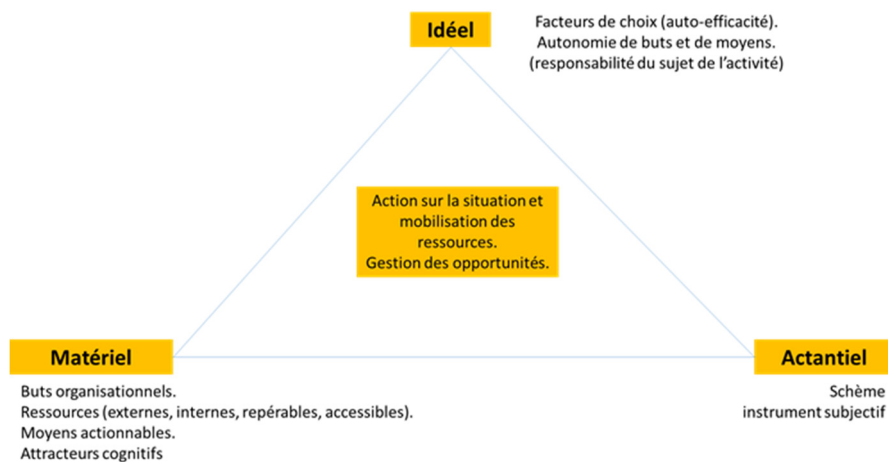 Idéel
Facteurs de choix (auto-efficacité).
Autonomie de buts et de moyens.
(responsabilité du sujet de l'activité)
Action sur la situation et
mobilisation des
ressources.
Gestion des opportunités.
Matériel
Buts organisationnels.
Ressources (externes, internes, repérables, accessibles).
Moyens actionnables.
Attracteurs cognitifs
Actantiel
Schème
instrument subjectif